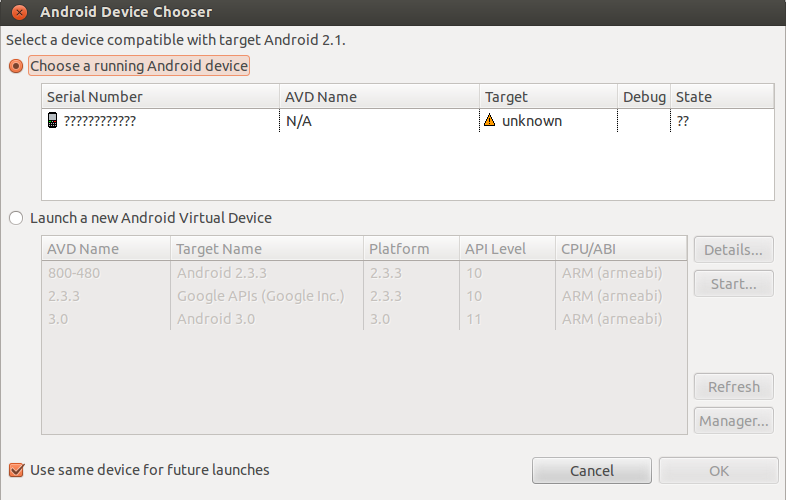 Android Device Chooser
Select a device compatible with target Android 2.1.
Choose a running Android device
Serial Number AVD Name Target Debug State
???????????? N/A unknown ??
Launch a new Android Virtual Device
AVD Name Target Name Platform API Level CPU/ABI
800-480 Android 2.3.3 2.3.3 10 ARM (armeabi)
2.3.3 Google APIs (Google Inc.) 2.3.3 10 ARM (armeabi)
3.0 Android 3.0 3.0 11 ARM (armeabi)
Details...
Start...
Refresh
Manager...
Use same device for future launches
Cancel OK